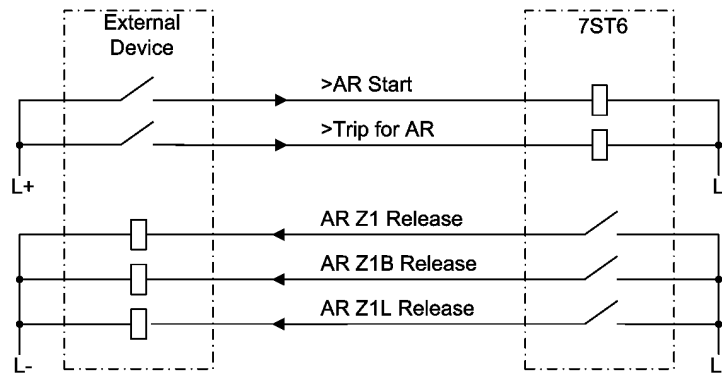 External
Device
7ST6
>AR Start
>Trip for AR
L+
L
AR Z1 Release
AR Z1B Release
AR Z1L Release
L-
L